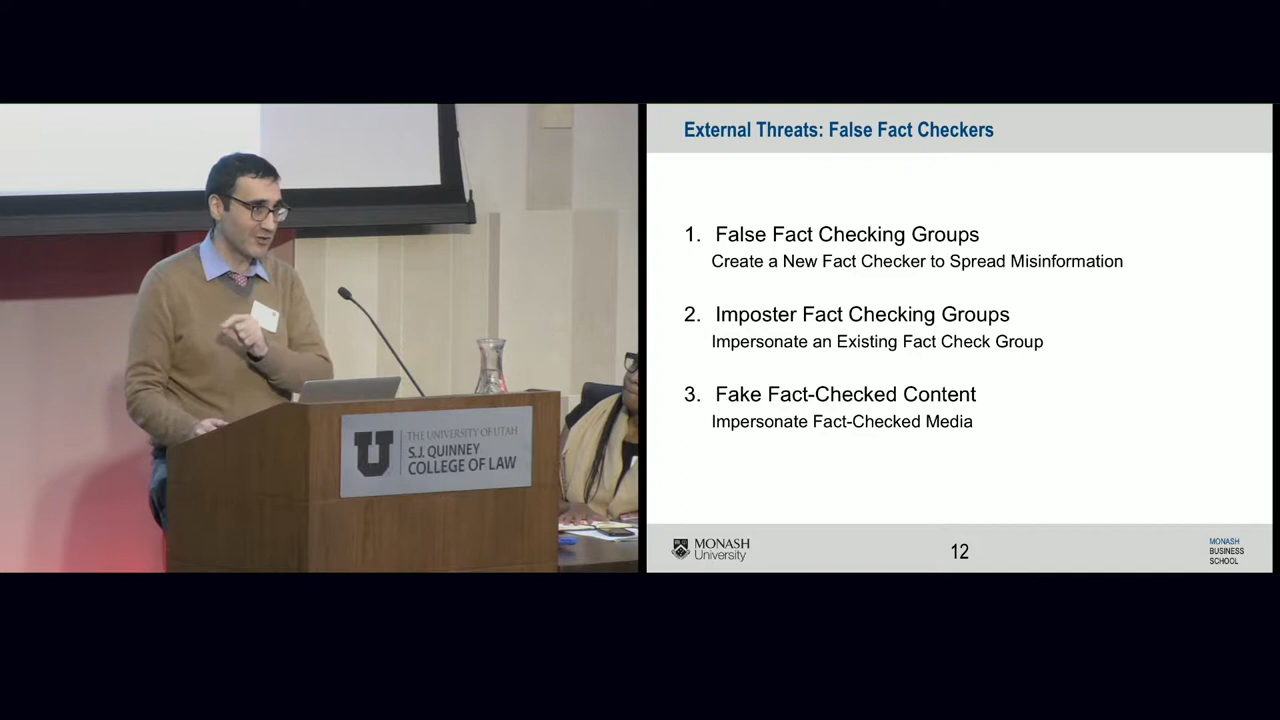 THE UNIVERSITY OF UTAH
S.J. QUINNEY
COLLEGE OF LAW
External Threats: False Fact Checkers
1. False Fact Checking Groups
Create a New Fact Checker to Spread Misinformation
2. Imposter Fact Checking Groups
Impersonate an Existing Fact Check Group
3. Fake Fact-Checked Content
Impersonate Fact-Checked Media
MONASH
University
12
MONASH
BUSINESS
SCHOOL